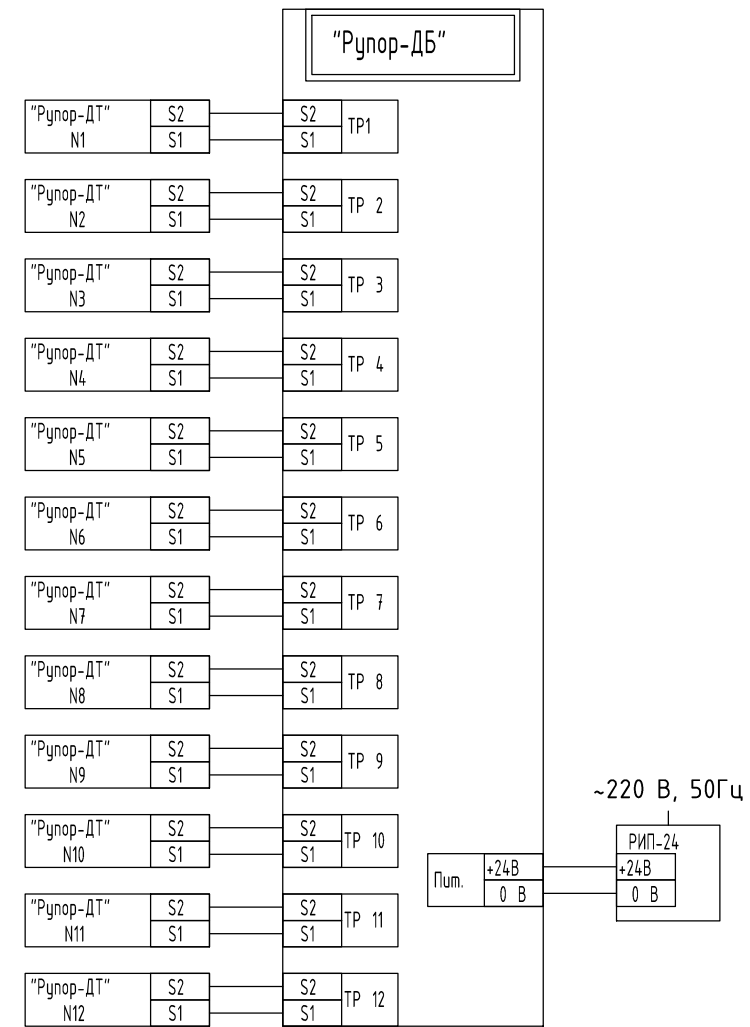 "Рупор-ДБ"
"Рупор-ДТ" S2 S2 ТР1
N1 S1 S1
"Рупор-ДТ" S2 S2 ТР 2
N2 S1 S1
"Рупор-ДТ" S2 S2 ТР 3
N3 S1 S1
"Рупор-ДТ" S2 S2 ТР 4
N4 S1 S1
"Рупор-ДТ" S2 S2 ТР 5
N5 S1 S1
"Рупор-ДТ" S2 S2 ТР 6
N6 S1 S1
"Рупор-ДТ" S2 S2 ТР 7
N7 S1 S1
"Рупор-ДТ" S2 S2 ТР 8
N8 S1 S1
"Рупор-ДТ" S2 S2 ТР 9
N9 S1 S1
"Рупор-ДТ" S2 S2 ТР 10
N10 S1 S1
"Рупор-ДТ" S2 S2 ТР 11
N11 S1 S1
"Рупор-ДТ" S2 S2 ТР 12
N12 S1 S1
~220 В, 50Гц
РИП-24
Пит. +24В +24В
0 В 0 В